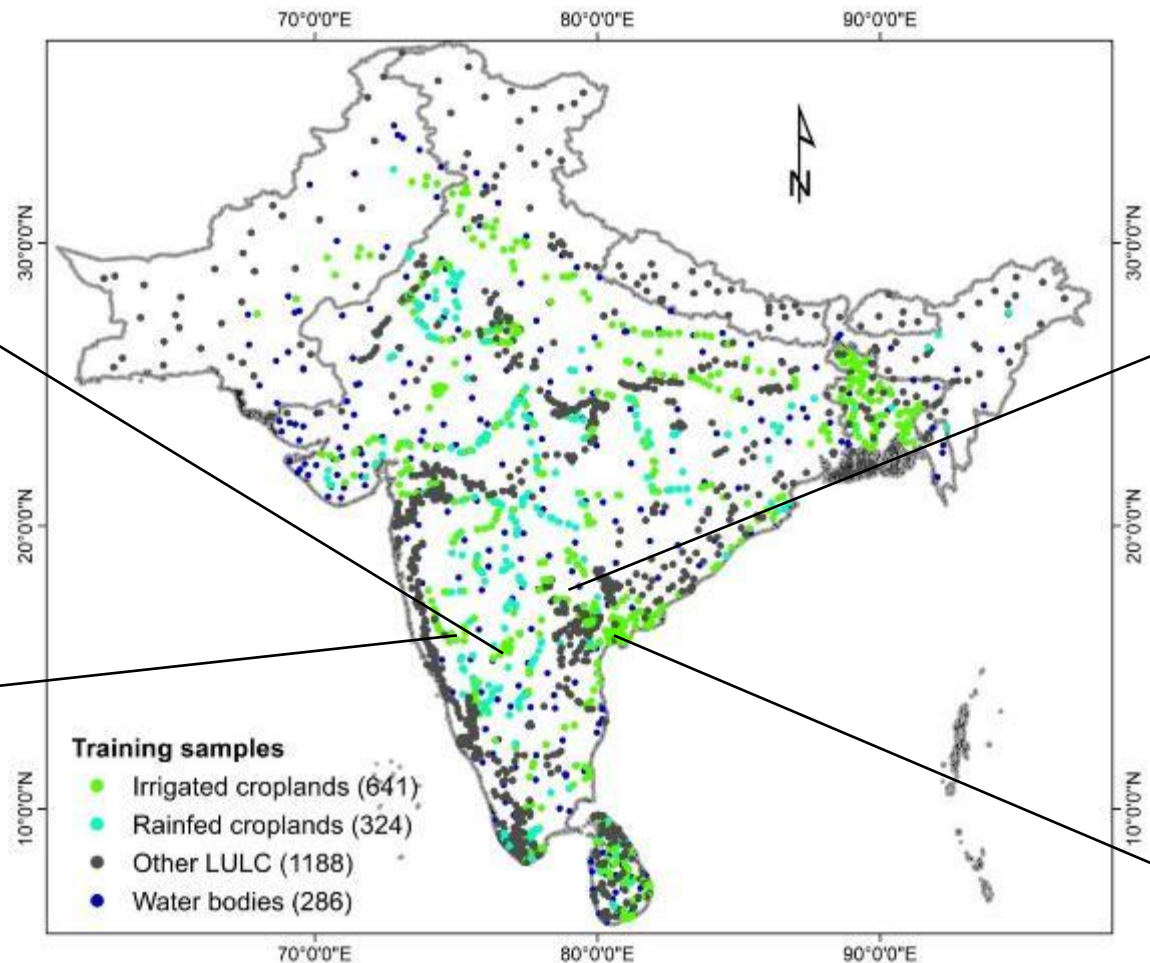 70°0'0"E 80°0'0"E 90°0'0"E
N
30°0'0"N 30°0'0"N
20°0'0"N 20°0'0"N
10°0'0"N 10°0'0"N
Training samples
Irrigated croplands (641)
Rainfed croplands (324)
Other LULC (1188)
Water bodies (286)
70°0'0"E 80°0'0"E 90°0'0"E